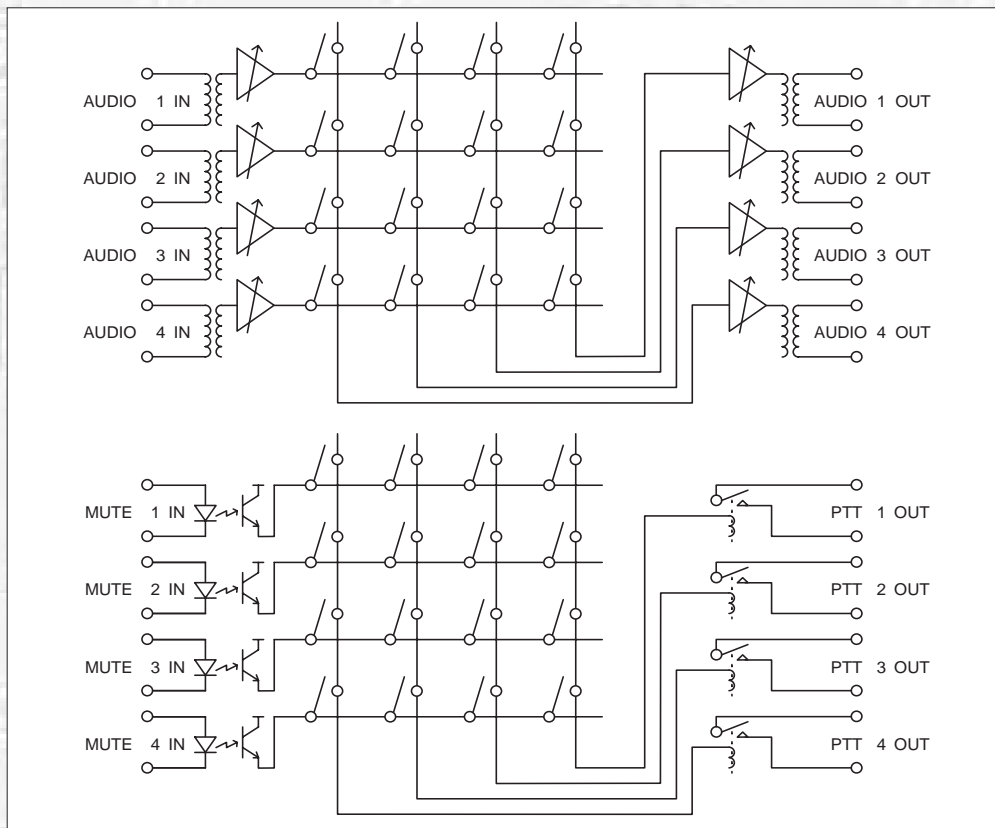 AUDIO 1 IN
AUDIO 1 OUT
AUDIO 2 IN
AUDIO 2 OUT
AUDIO 3 IN
AUDIO 3 OUT
AUDIO 4 IN
AUDIO 4 OUT
MUTE 1 IN
PTT 1 OUT
MUTE 2 IN
PTT 2 OUT
MUTE 3 IN
PTT 3 OUT
MUTE 4 IN
PTT 4 OUT